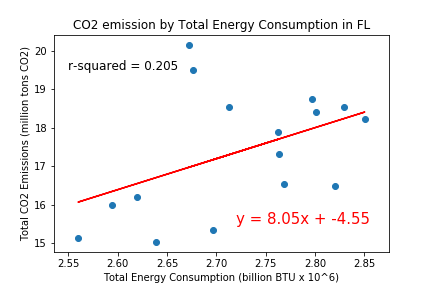 CO2 emission by Total Energy Consumption in FL
Total CO2 Emissions (million tons CO2)
20
19
18
17
16
15
r-squared = 0.205
y = 8.05x + -4.55
2.55 2.60 2.65 2.70 2.75 2.80 2.85
Total Energy Consumption (billion BTU x 10^6)